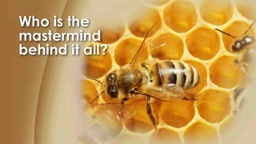 Who is the
mastermind
behind it all?